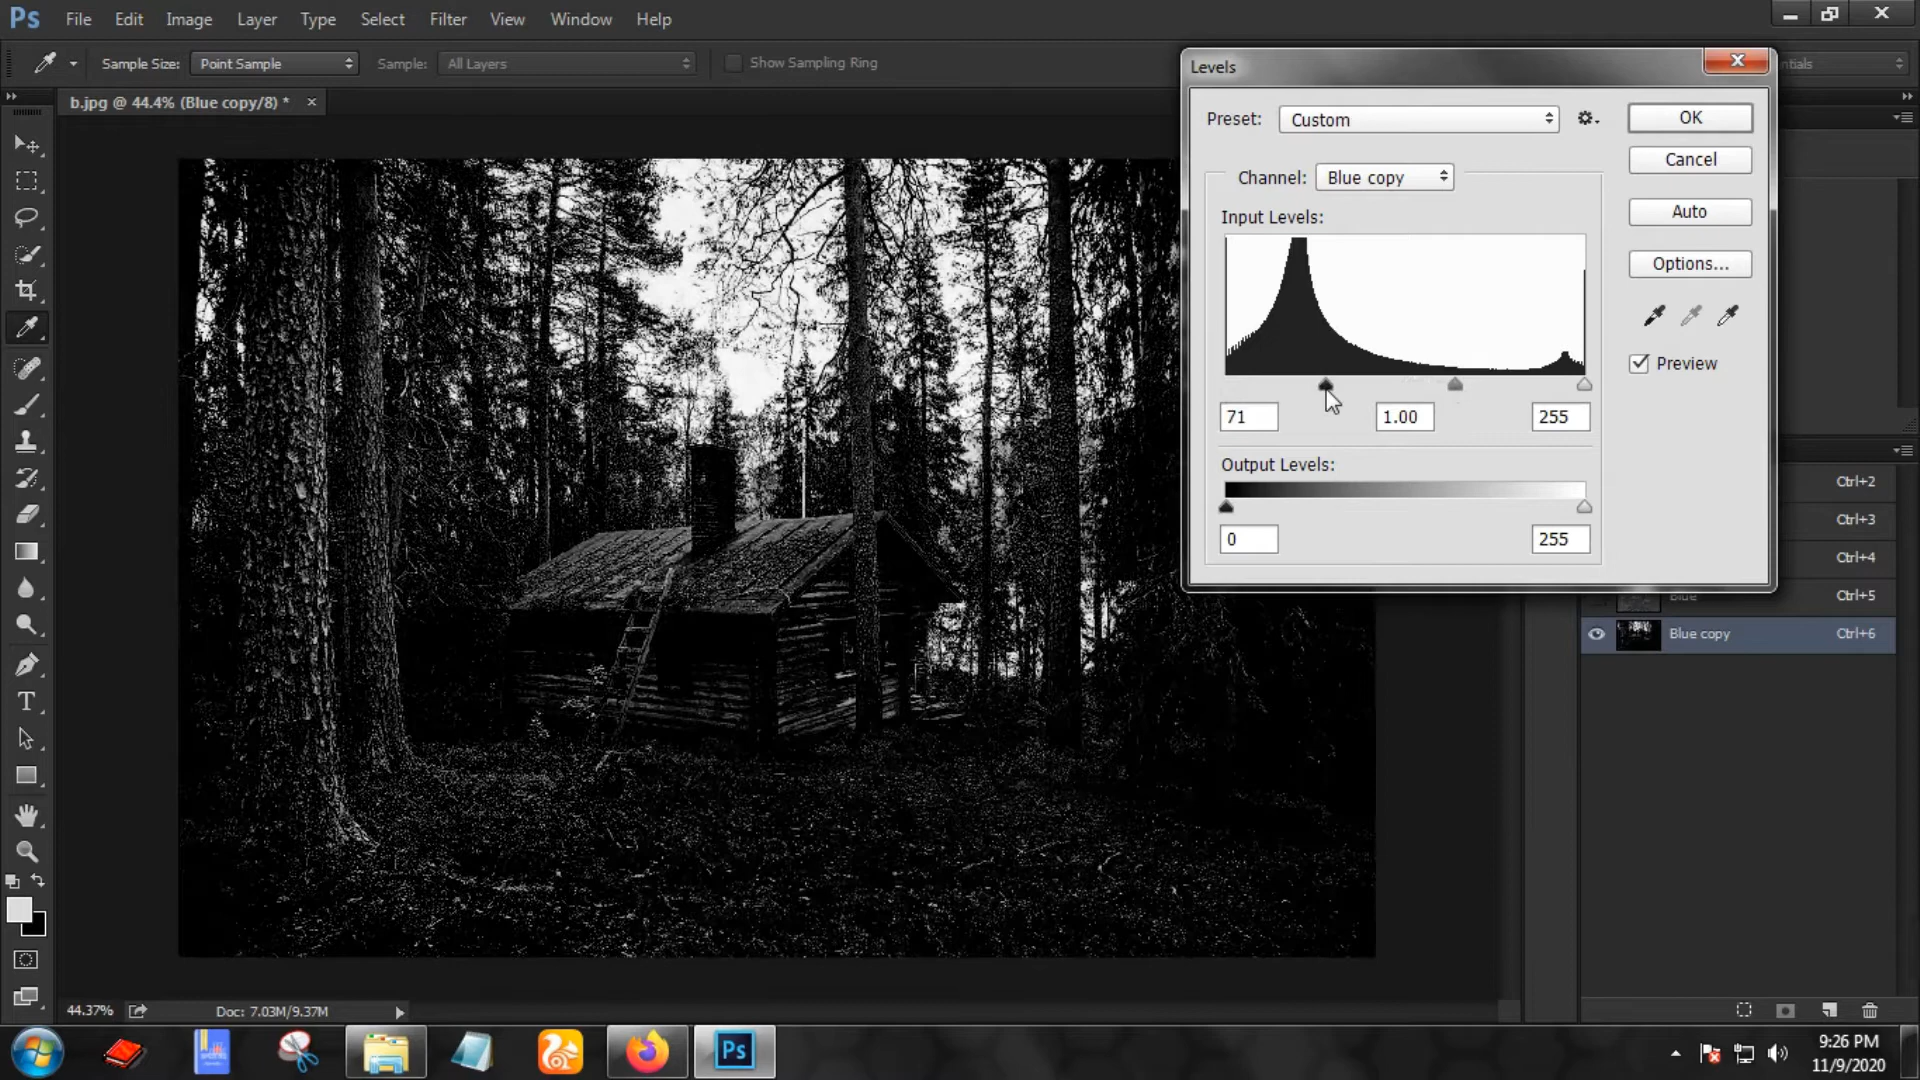 Ps File Edit Image Layer Type Select Filter View Window Help
Sample Size: Point Sample Sample: All Layers Show Sampling Ring
b.jpg @ 44.4% (Blue copy/8) * ×
Levels
Preset: Custom
OK
Cancel
Channel: Blue copy
Auto
Input Levels:
Options...
Preview
71 1.00 255
Output Levels:
0 255
Ctrl+2
Ctrl+3
Ctrl+4
Blue Ctrl+5
Blue copy Ctrl+6
T
44.37% Doc: 7.03M/9.37M
Ps
9:26 PM
11/9/2020